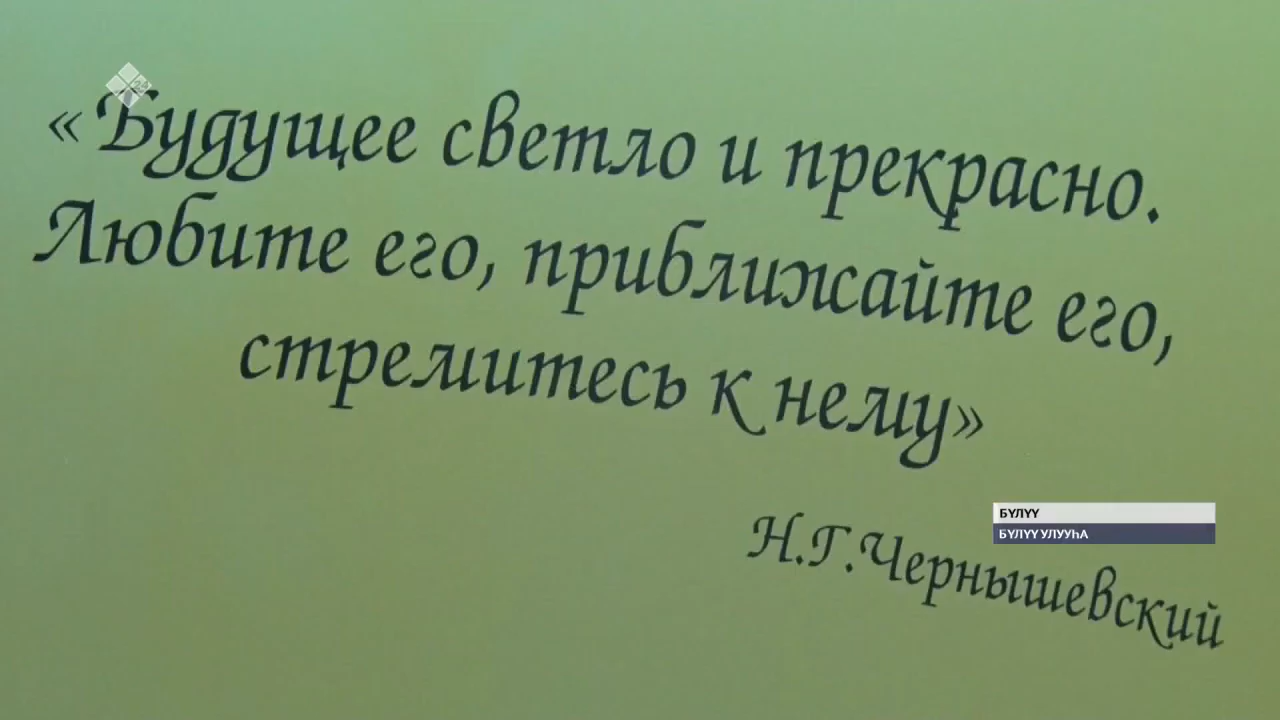 «Будущее светло и прекрасно.
Любите его, приближайте его,
стремитесь к нему»
Н.Г.Чернышевский
БҮЛҮҮ
БҮЛҮҮ УЛУУҺА